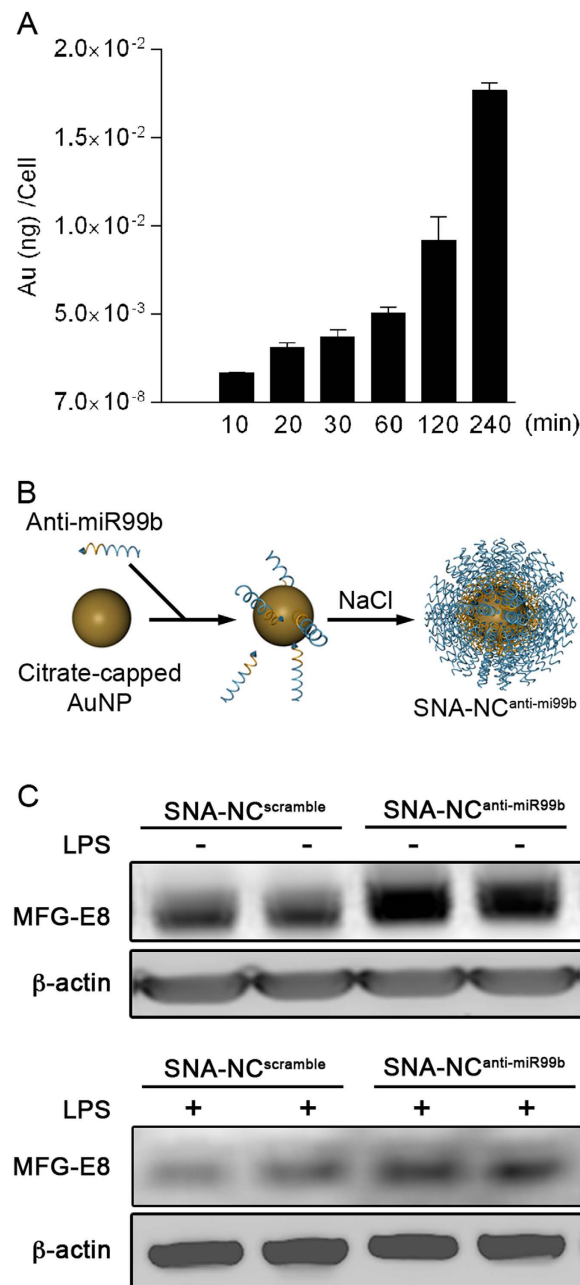 A
2.0×10⁻²
1.5×10⁻²
1.0×10⁻²
5.0×10⁻³
7.0×10⁻⁸
Au (ng) /Cell
10 20 30 60 120 240 (min)
B
Anti-miR99b
NaCl
Citrate-capped
AuNP
SNA-NCanti-mi99b
C
SNA-NCscramble SNA-NCanti-miR99b
LPS - - - -
MFG-E8
β-actin
SNA-NCscramble SNA-NCanti-miR99b
LPS + + + +
MFG-E8
β-actin